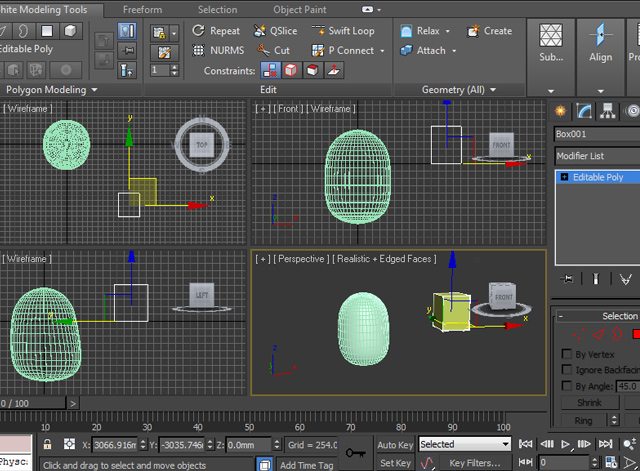 hite Modeling Tools Freeform Selection Object Paint
Repeat QSlice Swift Loop Relax Create
Editable Poly NURMS Cut P Connect Attach Sub... Align Pro
1 Constraints:
Polygon Modeling Edit Geometry (All)
[ Wireframe ] [ + ] [ Front ] [ Wireframe ]
TOP FRONT
y
x
z
x
x
Box001
Modifier List
Editable Poly
Wireframe ] [ + ] [ Perspective ] [ Realistic + Edged Faces ]
LEFT FRONT
y
y
x
z
x
Selection
By Vertex
Ignore Backfacin
By Angle: 45.0
Shrink
Ring
0 / 100 >
10 20 30 40 50 60 70 80 90 100
X: 3066.916m Y: -3035.746m Z: 0.0mm Grid = 254.0 Auto Key Selected
Physc: Click and drag to select and move objects Add Time Tag Set Key Key Filters... 0